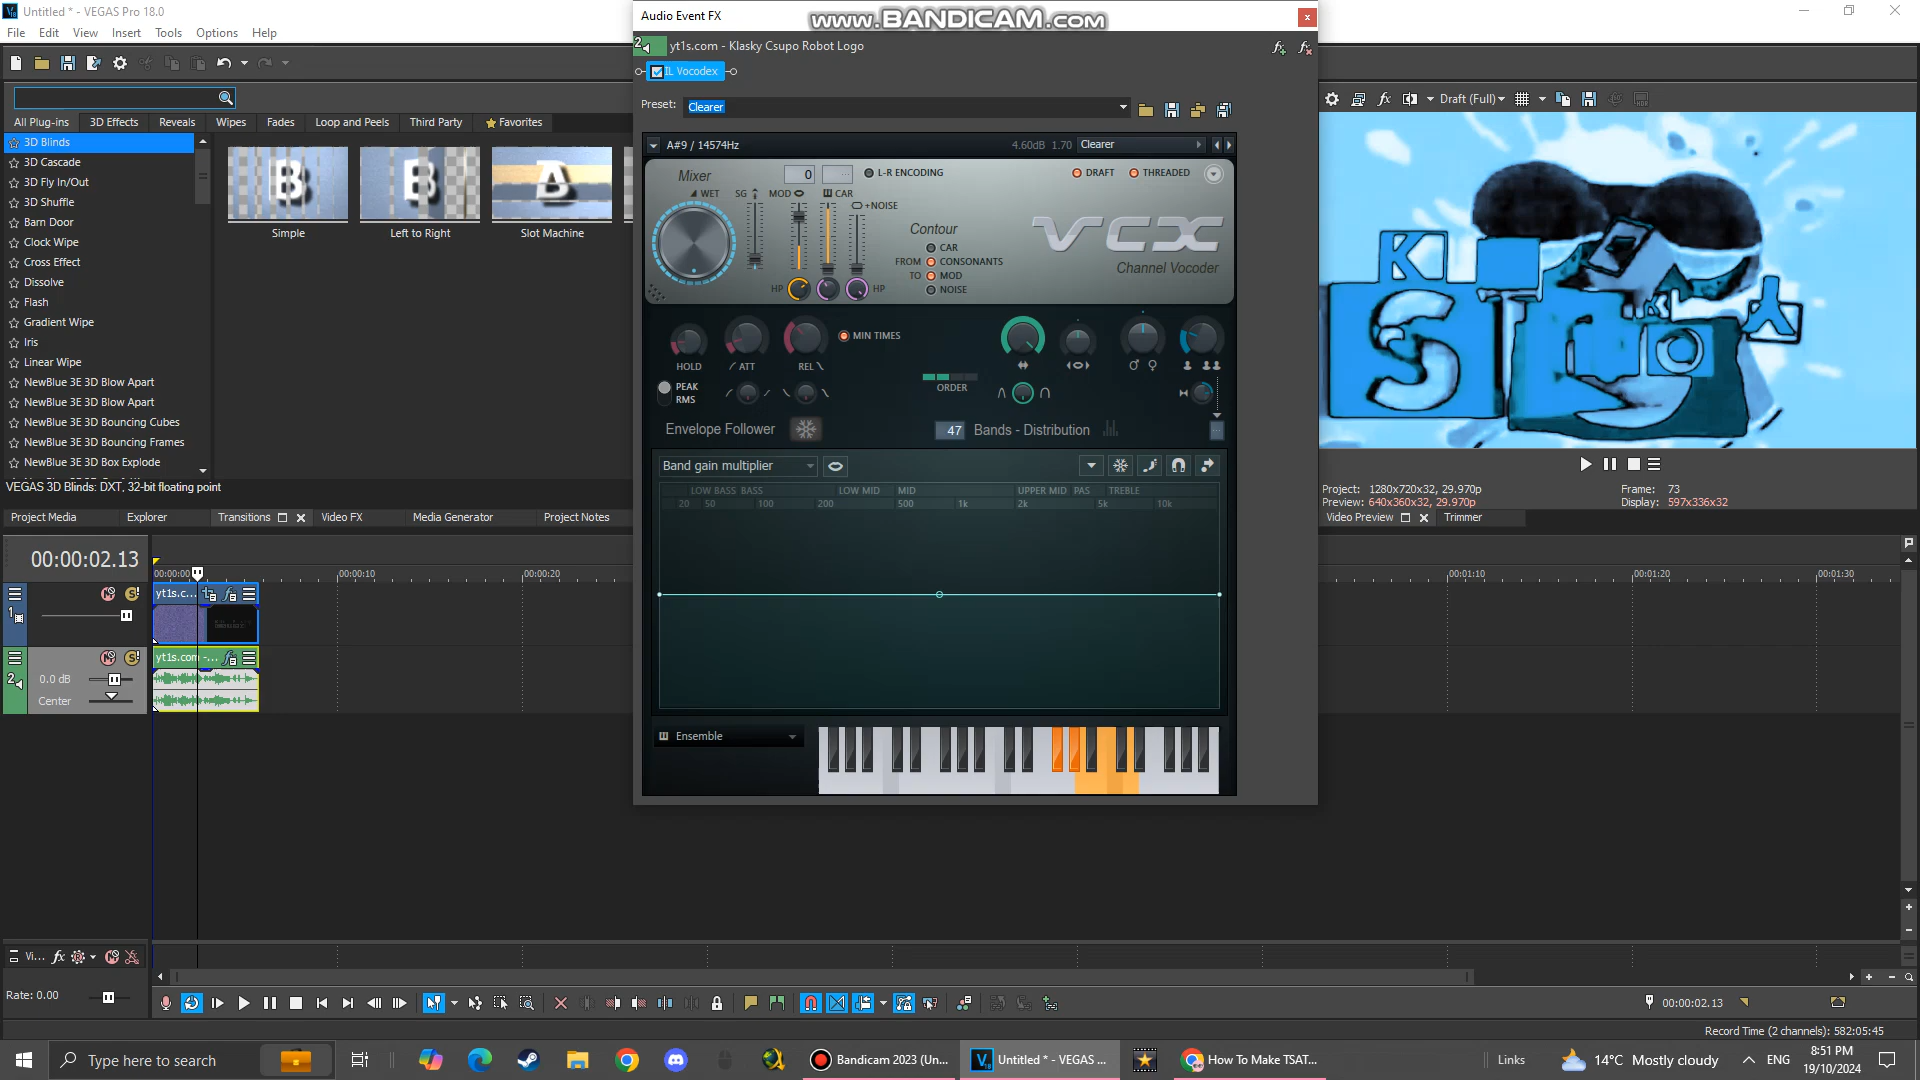 Untitled * - VEGAS Pro 18.0
File Edit View Insert Tools Options Help
Audio Event FX
www.BANDICAM.com
yt1s.com - Klasky Csupo Robot Logo
IL Vocodex
Preset: Clearer
All Plug-ins 3D Effects Reveals Wipes Fades Loop and Peels Third Party Favorites
3D Blinds
3D Cascade
3D Fly In/Out
3D Shuffle
Barn Door
Clock Wipe
Cross Effect
Dissolve
Flash
Gradient Wipe
Iris
Linear Wipe
NewBlue 3E 3D Blow Apart
NewBlue 3E 3D Blow Apart
NewBlue 3E 3D Bouncing Cubes
NewBlue 3E 3D Bouncing Frames
NewBlue 3E 3D Box Explode
Simple Left to Right Slot Machine
VEGAS 3D Blinds: DXT, 32-bit floating point
Project Media Explorer Transitions Video FX Media Generator Project Notes
A#9 / 14574Hz 4.60dB 1.70 Clearer
Mixer 0 L-R ENCODING DRAFT THREADED
WET SG MOD CAR +NOISE
Contour
CAR
FROM CONSONANTS
TO MOD
NOISE
HP HP
VCX
Channel Vocoder
HOLD ATT REL MIN TIMES
PEAK
RMS
ORDER
Envelope Follower 47 Bands - Distribution
Band gain multiplier
LOW BASS BASS LOW MID MID UPPER MID PAS TREBLE
20 50 100 200 500 1k 2k 5k 10k
Ensemble
Draft (Full)
Project: 1280x720x32, 29.970p Frame: 73
Preview: 640x360x32, 29.970p Display: 597x336x32
Video Preview Trimmer
00:00:02.13
00:00:00 00:00:10 00:00:20 00:01:10 00:01:20 00:01:30
1 yt1s.c...
yt1s.com -...
2 0.0 dB
Center
Vi...
Rate: 0.00
00:00:02.13
Record Time (2 channels): 582:05:45
Type here to search
Bandicam 2023 (Un...
Untitled * - VEGAS ...
How To Make TSAT...
Links
14°C Mostly cloudy
ENG
8:51 PM
19/10/2024